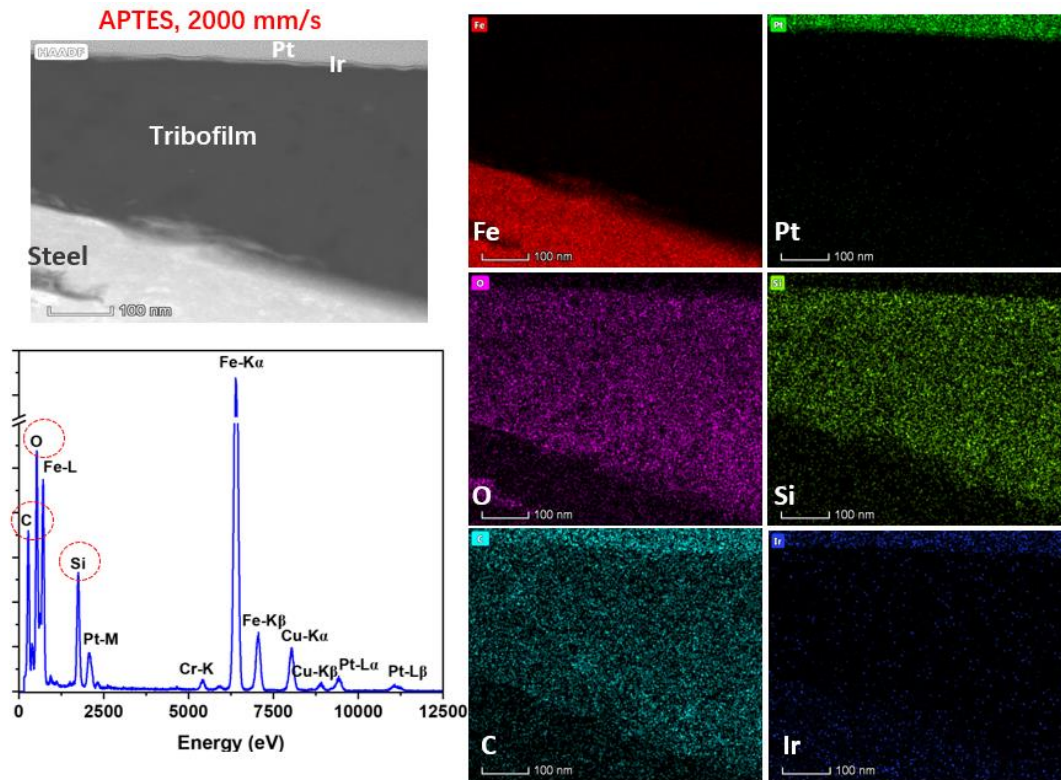 APTES, 2000 mm/s
HAADF
Pt
Ir
Tribofilm
Steel
100 nm
Fe
Fe
100 nm
Pt
Pt
100 nm
O
O
100 nm
Si
Si
100 nm
C
C
100 nm
Ir
Ir
100 nm
Fe-Kα
O
Fe-L
C
Si
Pt-M
Cr-K
Fe-Kβ
Cu-Kα
Cu-Kβ
Pt-Lα
Pt-Lβ
0 2500 5000 7500 10000 12500
Energy (eV)